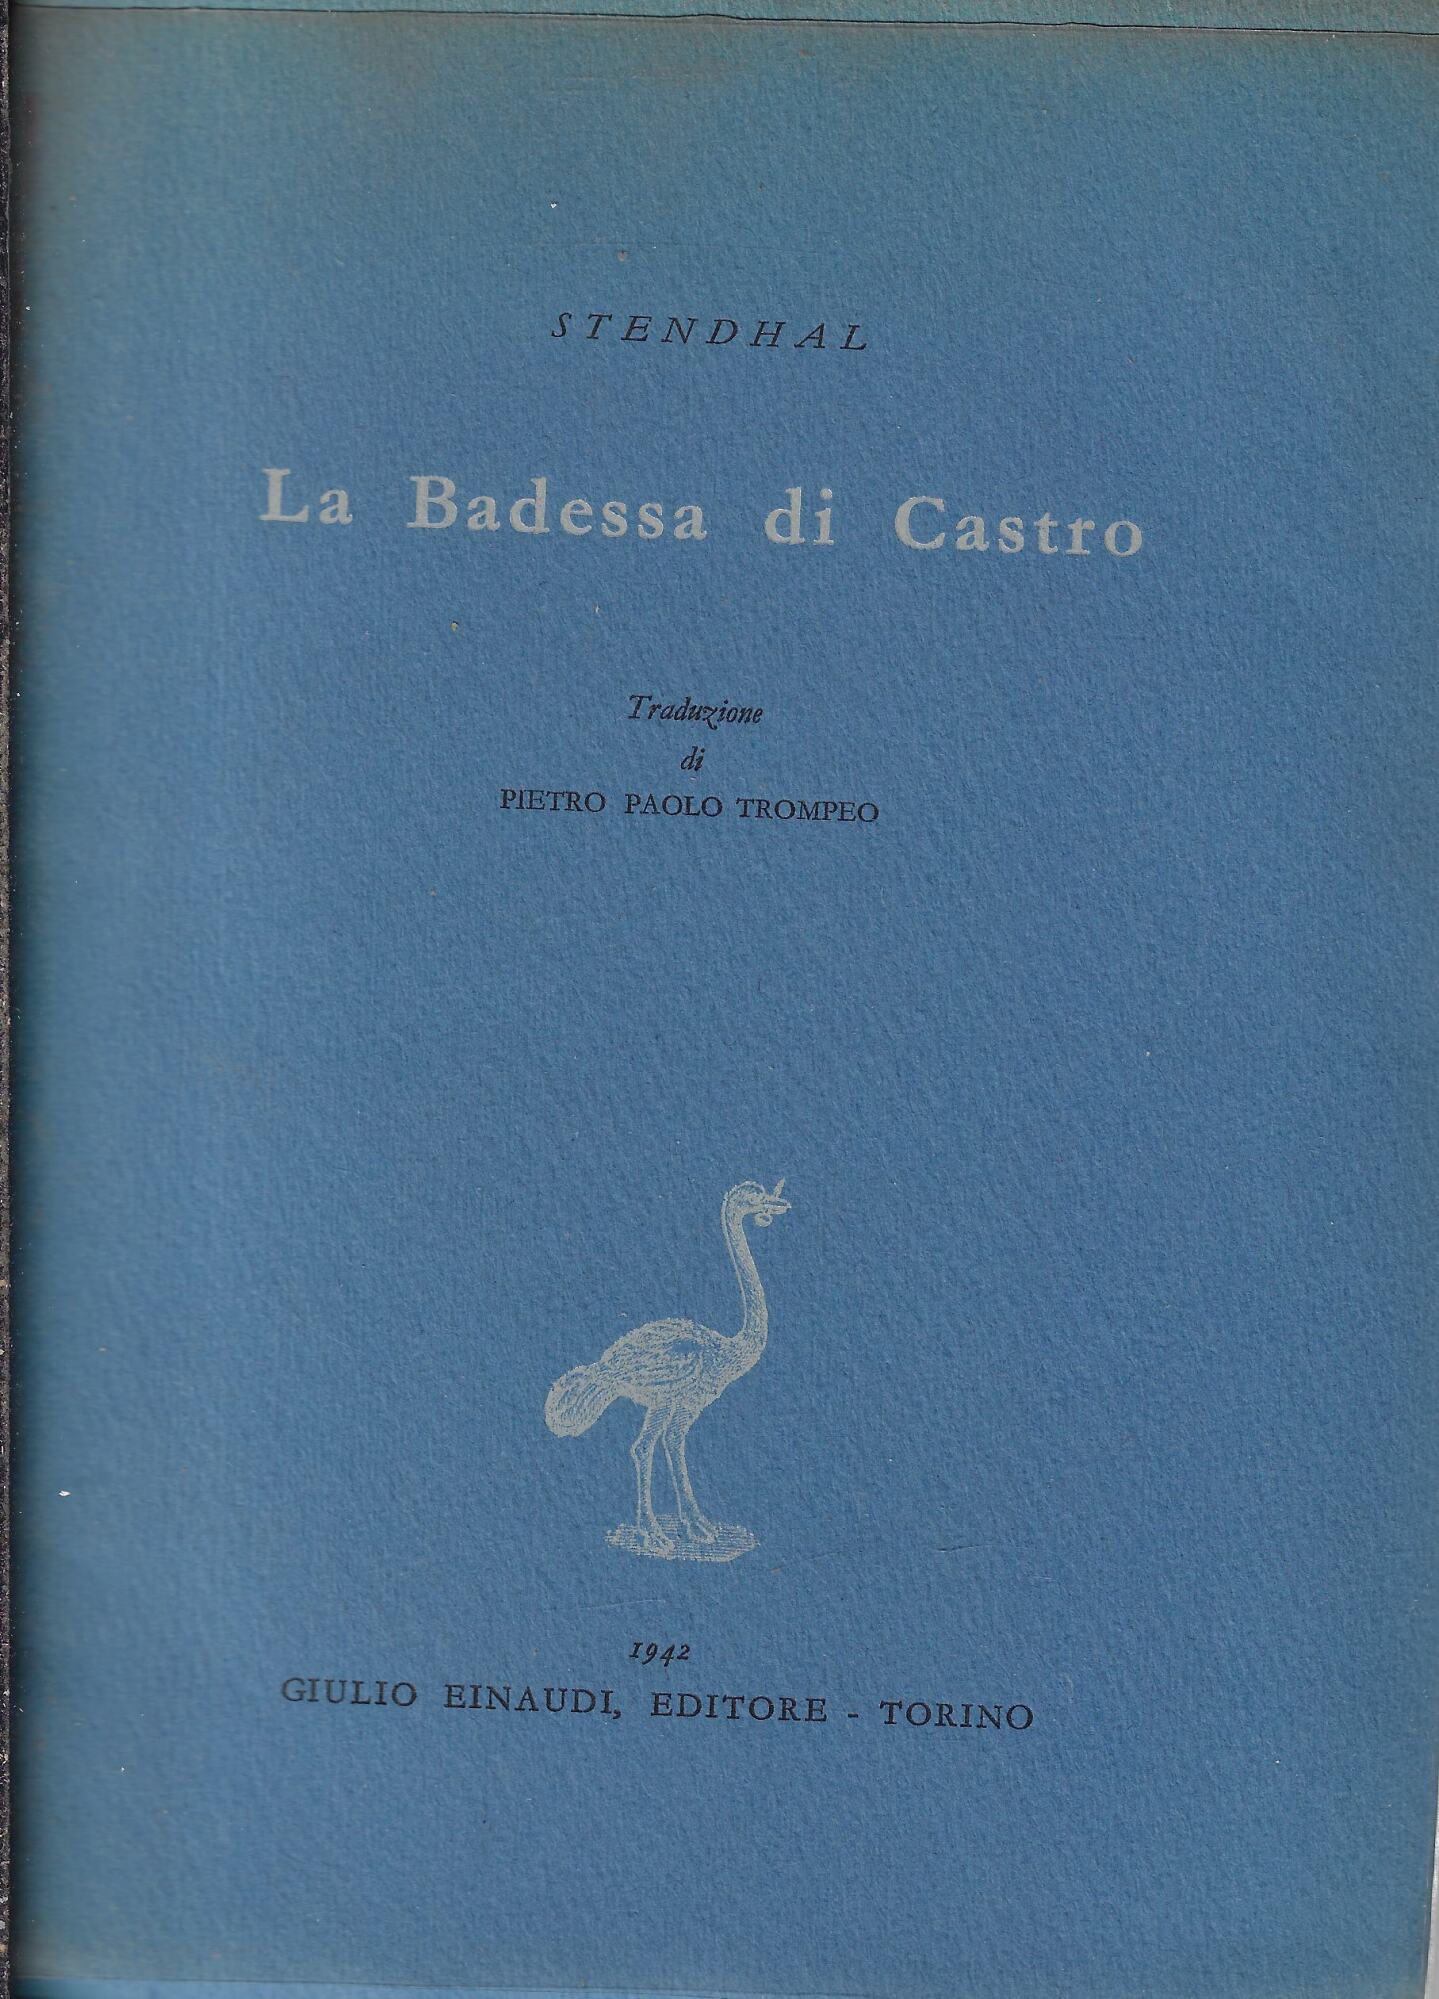 STENDHAL
La Badessa di Castro
Traduzione
di
PIETRO PAOLO TROMPEO
1942
GIULIO EINAUDI, EDITORE - TORINO